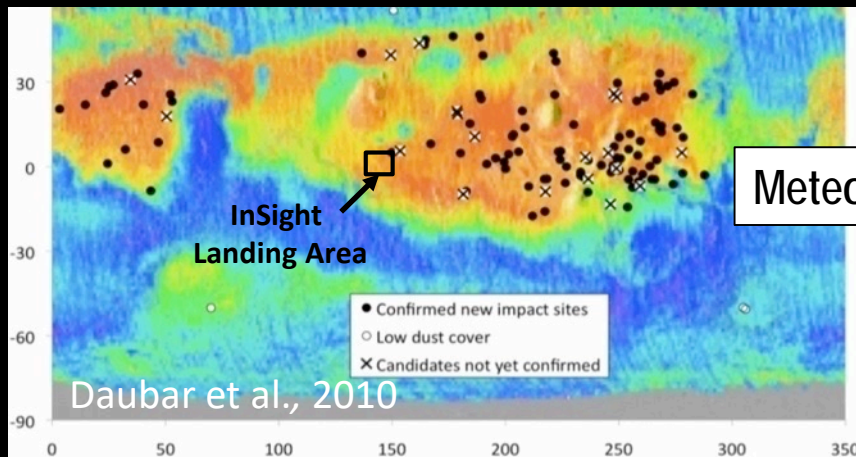 30
0
-30
-60
-90
InSight
Landing Area
Meteo
Confirmed new impact sites
Low dust cover
Candidates not yet confirmed
Daubar et al., 2010
0 50 100 150 200 250 300 350